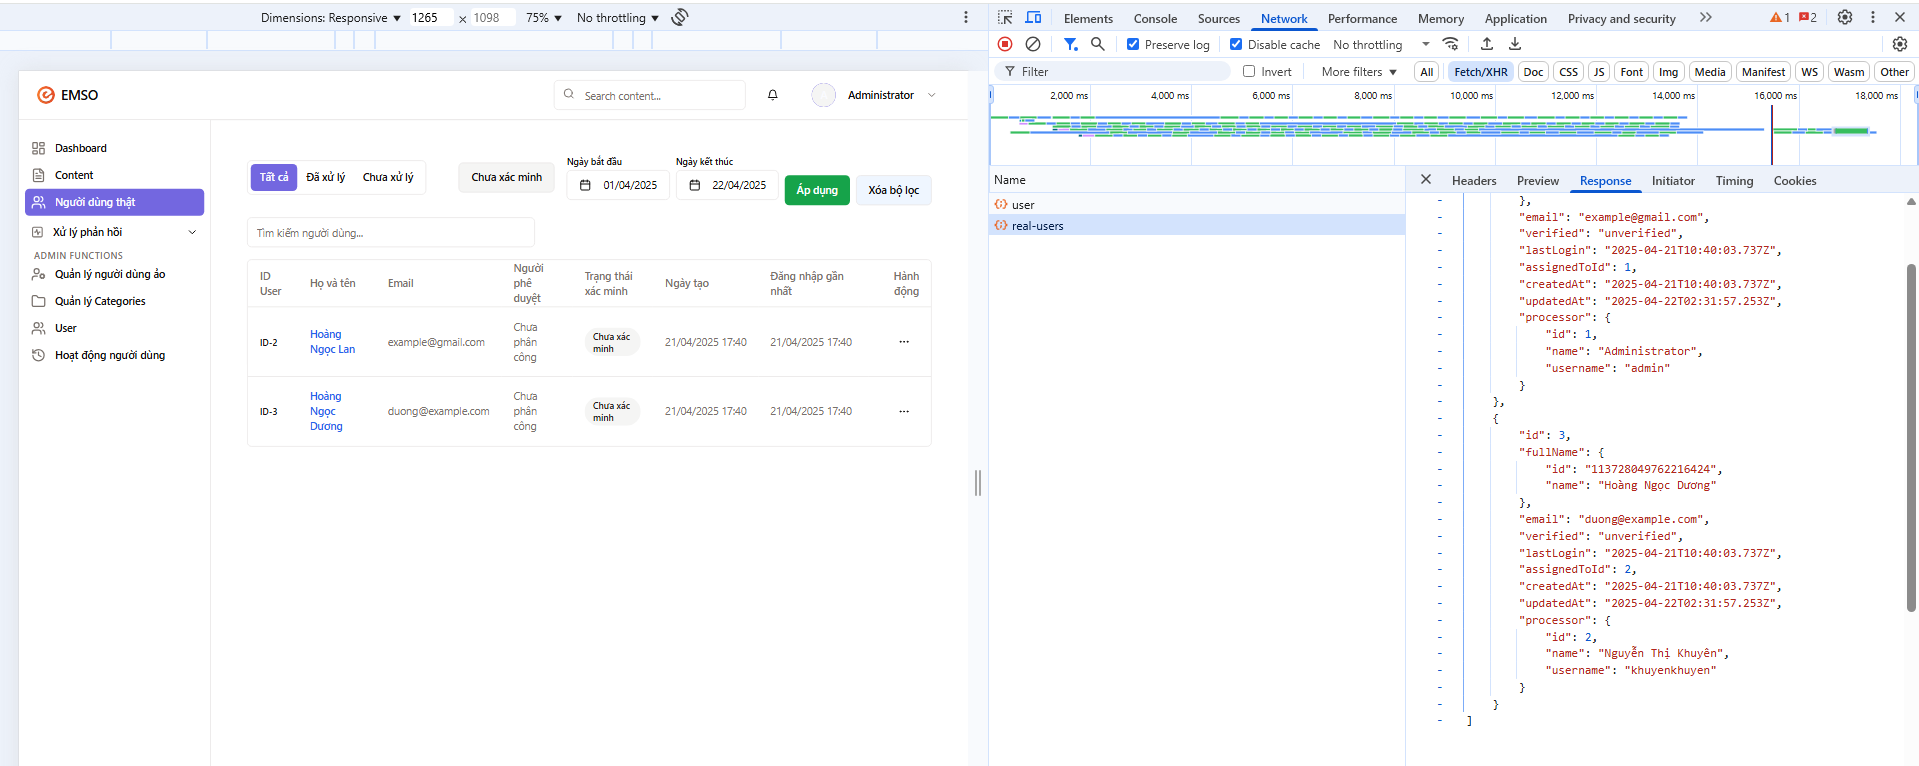 Dimensions: Responsive 1265 × 1098 75% No throttling
EMSO
Search content...
Administrator
Dashboard
Content
Người dùng thật
Xử lý phản hồi
ADMIN FUNCTIONS
Quản lý người dùng ảo
Quản lý Categories
User
Hoạt động người dùng
Tất cả Đã xử lý Chưa xử lý
Chưa xác minh
Ngày bắt đầu
01/04/2025
Ngày kết thúc
22/04/2025
Áp dụng
Xóa bộ lọc
Tìm kiếm người dùng...
ID User
Họ và tên
Email
Người phê duyệt
Trạng thái xác minh
Ngày tạo
Đăng nhập gần nhất
Hành động
ID-2
Hoàng Ngọc Lan
example@gmail.com
Chưa phân công
Chưa xác minh
21/04/2025 17:40
21/04/2025 17:40
...
ID-3
Hoàng Ngọc Dương
duong@example.com
Chưa phân công
Chưa xác minh
21/04/2025 17:40
21/04/2025 17:40
...
Elements Console Sources Network Performance Memory Application Privacy and security 1 2
Preserve log Disable cache No throttling
Filter Invert More filters All Fetch/XHR Doc CSS JS Font Img Media Manifest WS Wasm Other
2,000 ms 4,000 ms 6,000 ms 8,000 ms 10,000 ms 12,000 ms 14,000 ms 16,000 ms 18,000 ms
Name
user
real-users
Headers Preview Response Initiator Timing Cookies
- },
- "email": "example@gmail.com",
- "verified": "unverified",
- "lastLogin": "2025-04-21T10:40:03.737Z",
- "assignedToId": 1,
- "createdAt": "2025-04-21T10:40:03.737Z",
- "updatedAt": "2025-04-22T02:31:57.253Z",
- "processor": {
- "id": 1,
- "name": "Administrator",
- "username": "admin"
- }
- },
- {
- "id": 3,
- "fullName": {
- "id": "113728049762216424",
- "name": "Hoàng Ngọc Dương"
- },
- "email": "duong@example.com",
- "verified": "unverified",
- "lastLogin": "2025-04-21T10:40:03.737Z",
- "assignedToId": 2,
- "createdAt": "2025-04-21T10:40:03.737Z",
- "updatedAt": "2025-04-22T02:31:57.253Z",
- "processor": {
- "id": 2,
- "name": "Nguyễn Thị Khuyên",
- "username": "khuyenkhuyen"
- }
- }
- ]